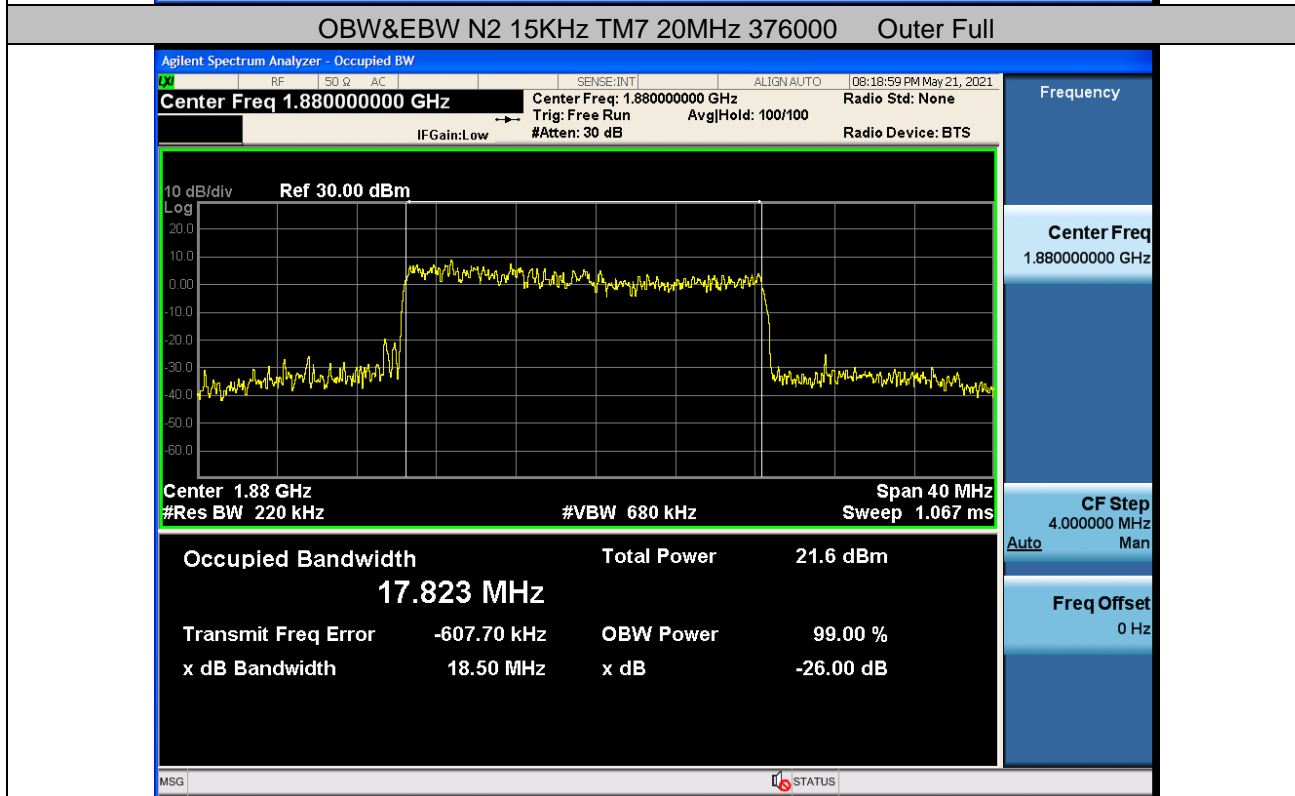 OBW&EBW N2 15KHz TM7 20MHz 376000 Outer Full
Agilent Spectrum Analyzer - Occupied BW
LXI RF 50 Ω AC SENSE:INT ALIGN AUTO 08:18:59 PM May 21, 2021
Center Freq 1.880000000 GHz
Center Freq: 1.880000000 GHz
Radio Std: None
Trig: Free Run Avg|Hold: 100/100
IFGain:Low #Atten: 30 dB Radio Device: BTS
Frequency
10 dB/div Ref 30.00 dBm
Log
20.0
10.0
0.00
-10.0
-20.0
-30.0
-40.0
-50.0
-60.0
Center 1.88 GHz Span 40 MHz
#Res BW 220 kHz #VBW 680 kHz Sweep 1.067 ms
Center Freq
1.880000000 GHz
CF Step
4.000000 MHz
Auto Man
Freq Offset
0 Hz
Occupied Bandwidth Total Power 21.6 dBm
17.823 MHz
Transmit Freq Error -607.70 kHz OBW Power 99.00 %
x dB Bandwidth 18.50 MHz x dB -26.00 dB
MSG STATUS